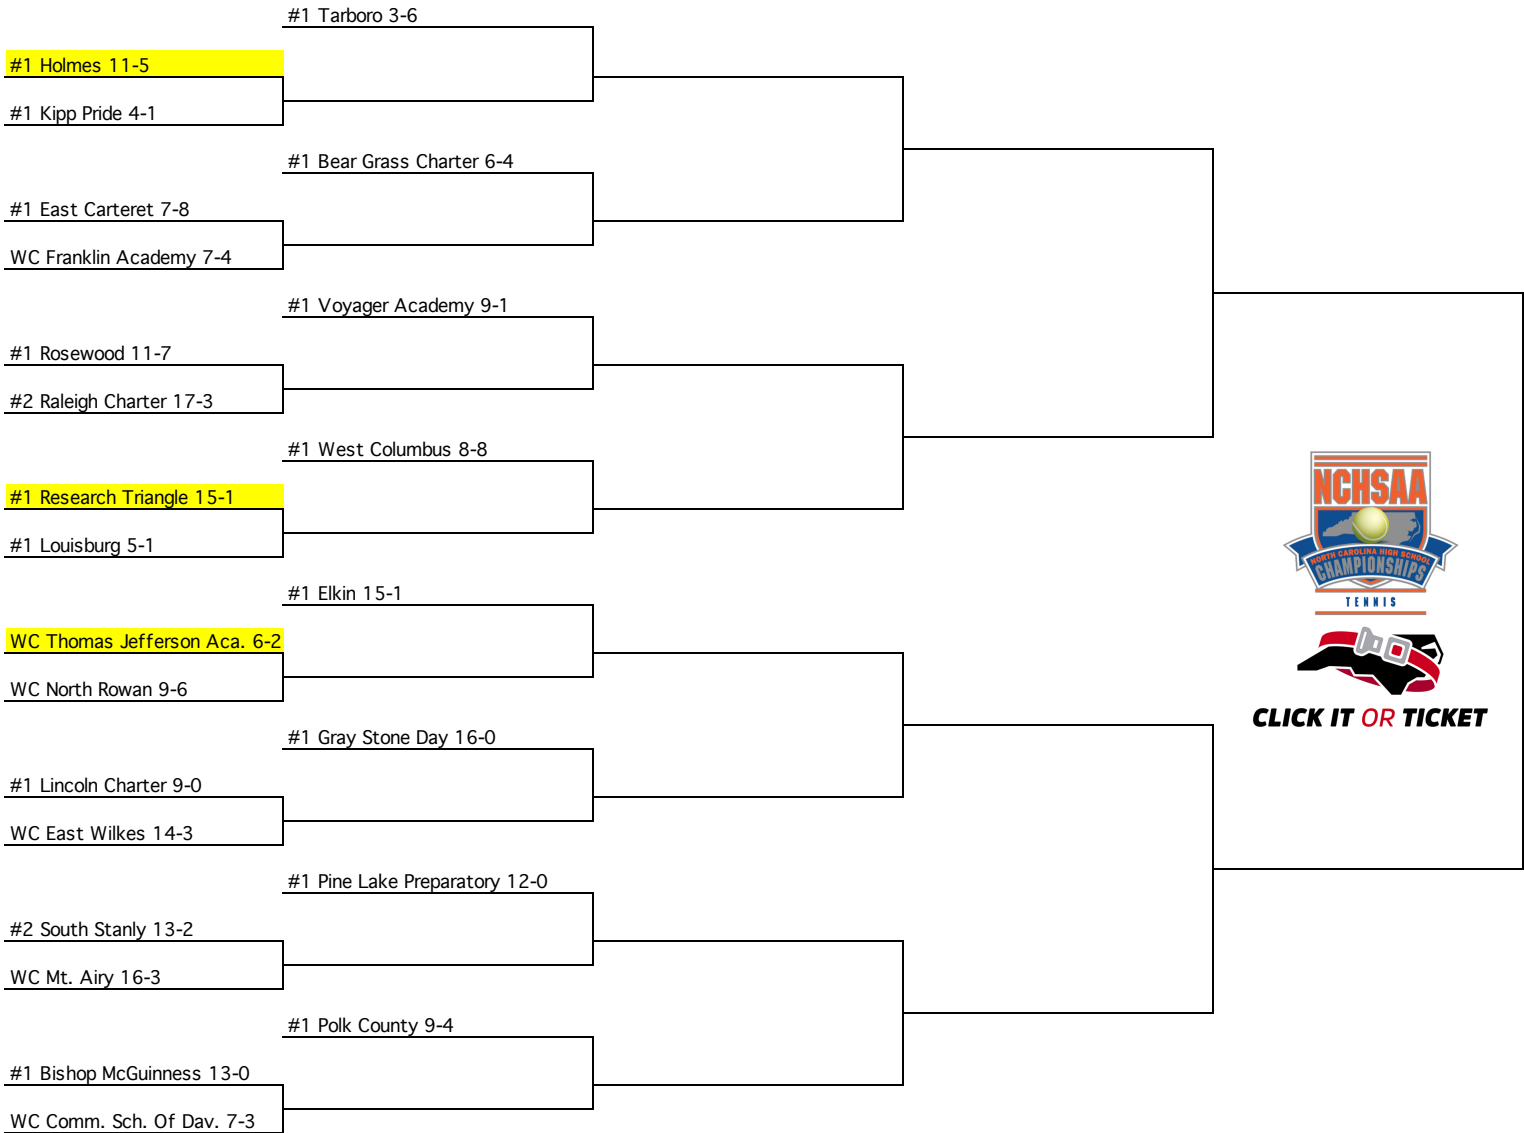 #1 Tarboro 3-6
#1 Holmes 11-5
#1 Kipp Pride 4-1
#1 Bear Grass Charter 6-4
#1 East Carteret 7-8
WC Franklin Academy 7-4
#1 Voyager Academy 9-1
#1 Rosewood 11-7
#2 Raleigh Charter 17-3
#1 West Columbus 8-8
#1 Research Triangle 15-1
#1 Louisburg 5-1
#1 Elkin 15-1
WC Thomas Jefferson Aca. 6-2
WC North Rowan 9-6
#1 Gray Stone Day 16-0
#1 Lincoln Charter 9-0
WC East Wilkes 14-3
#1 Pine Lake Preparatory 12-0
#2 South Stanly 13-2
WC Mt. Airy 16-3
#1 Polk County 9-4
#1 Bishop McGuinness 13-0
WC Comm. Sch. Of Dav. 7-3
NCHSAA
NORTH CAROLINA HIGH SCHOOL
CHAMPIONSHIPS
TENNIS
CLICK IT OR TICKET